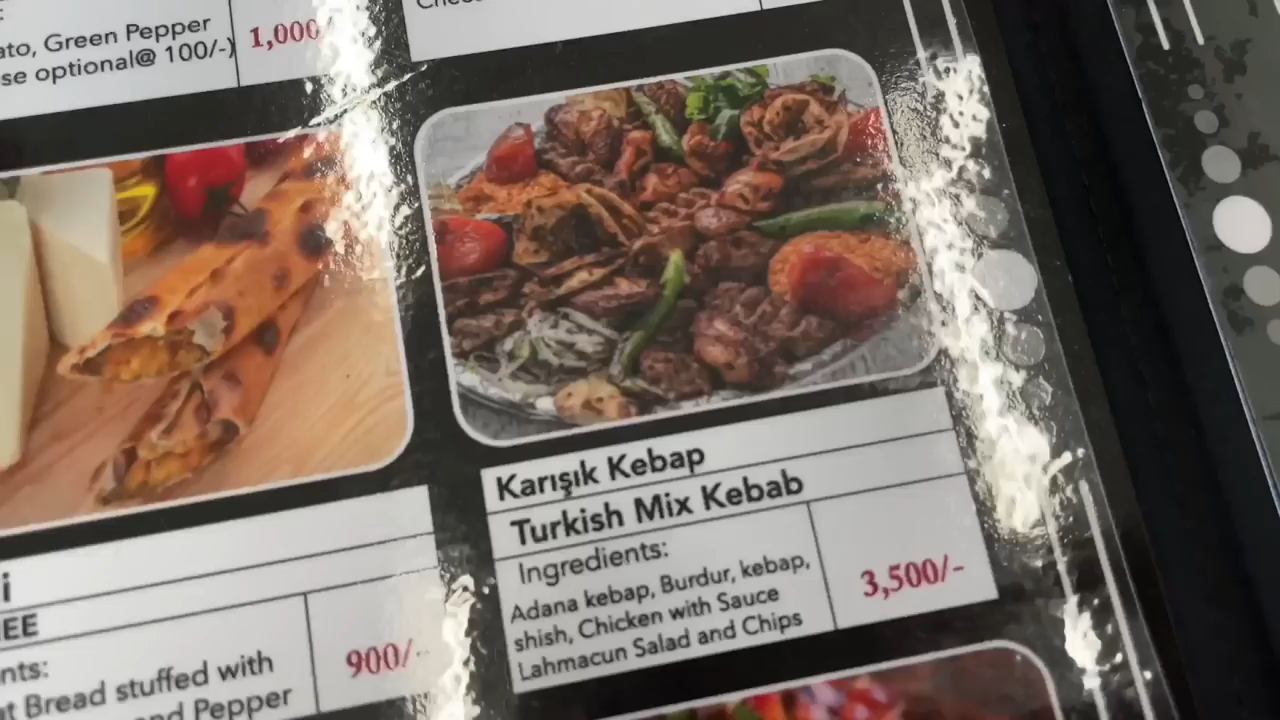 ato, Green Pepper
se optional@ 100/-)
1,000
Karışık Kebap
Turkish Mix Kebab
Ingredients:
Adana kebap, Burdur, kebap,
shish, Chicken with Sauce
Lahmacun Salad and Chips
3,500/-
i
EE
nts:
t Bread stuffed with
nd Pepper
900/-